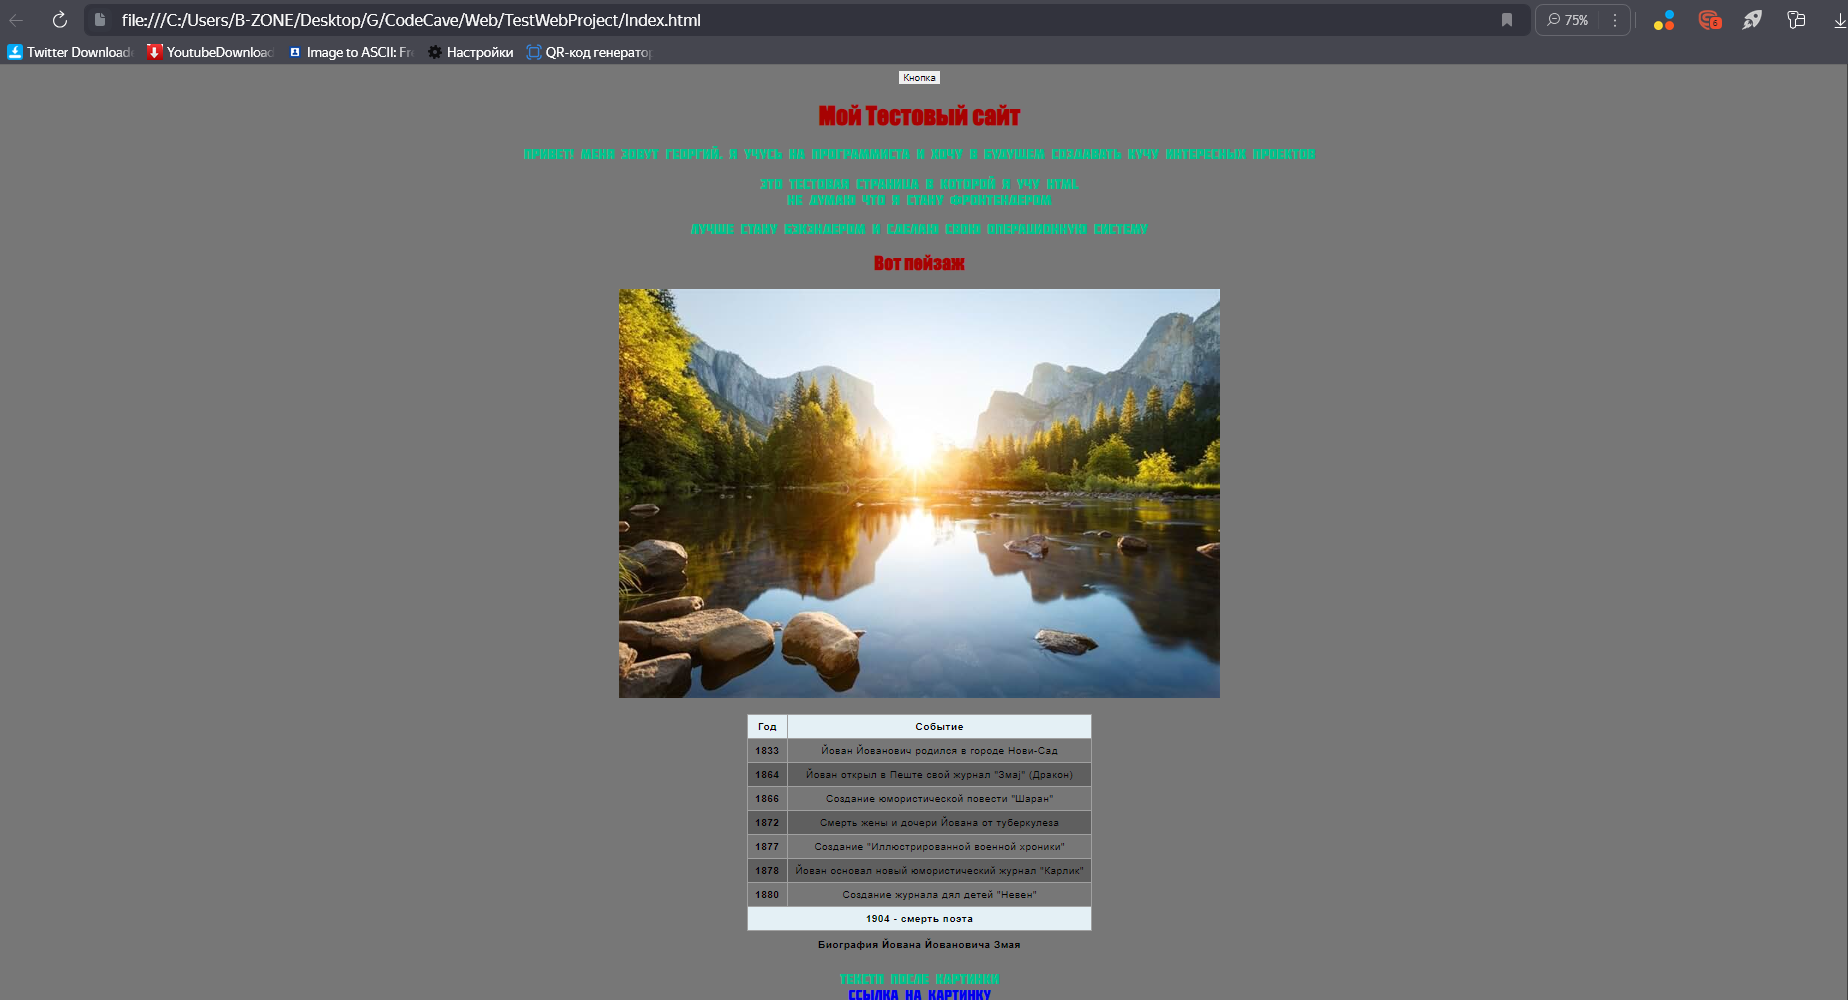 file:///C:/Users/B-ZONE/Desktop/G/CodeCave/Web/TestWebProject/Index.html
75%
Twitter Downloade
YoutubeDownload
Image to ASCII: Fre
Настройки
QR-код генератор
Кнопка
Мой Тестовый сайт
ПРИВЕТ! МЕНЯ ЗОВУТ ГЕОРГИЙ. Я УЧУСЬ НА ПРОГРАММИСТА И ХОЧУ В БУДУЩЕМ СОЗДАВАТЬ КУЧУ ИНТЕРЕСНЫХ ПРОЕКТОВ
ЭТО ТЕСТОВАЯ СТРАНИЦА В КОТОРОЙ Я УЧУ HTML
НЕ ДУМАЮ ЧТО Я СТАНУ ФРОНТЕНДЕРОМ
ЛУЧШЕ СТАНУ БЭКЭНДЕРОМ И СДЕЛАЮ СВОЮ ОПЕРАЦИОННУЮ СИСТЕМУ
Вот пейзаж
Год Событие
1833 Йован Йованович родился в городе Нови-Сад
1864 Йован открыл в Пеште свой журнал "Змај" (Дракон)
1866 Создание юмористической повести "Шаран"
1872 Смерть жены и дочери Йована от туберкулеза
1877 Создание "Иллюстрированной военной хроники"
1878 Йован основал новый юмористический журнал "Карлик"
1880 Создание журнала дял детей "Невен"
1904 - смерть поэта
Биография Йована Йовановича Змая
ПОСЛЕ КАРТИНКИ
ССЫЛКА НА КАРТИНКУ